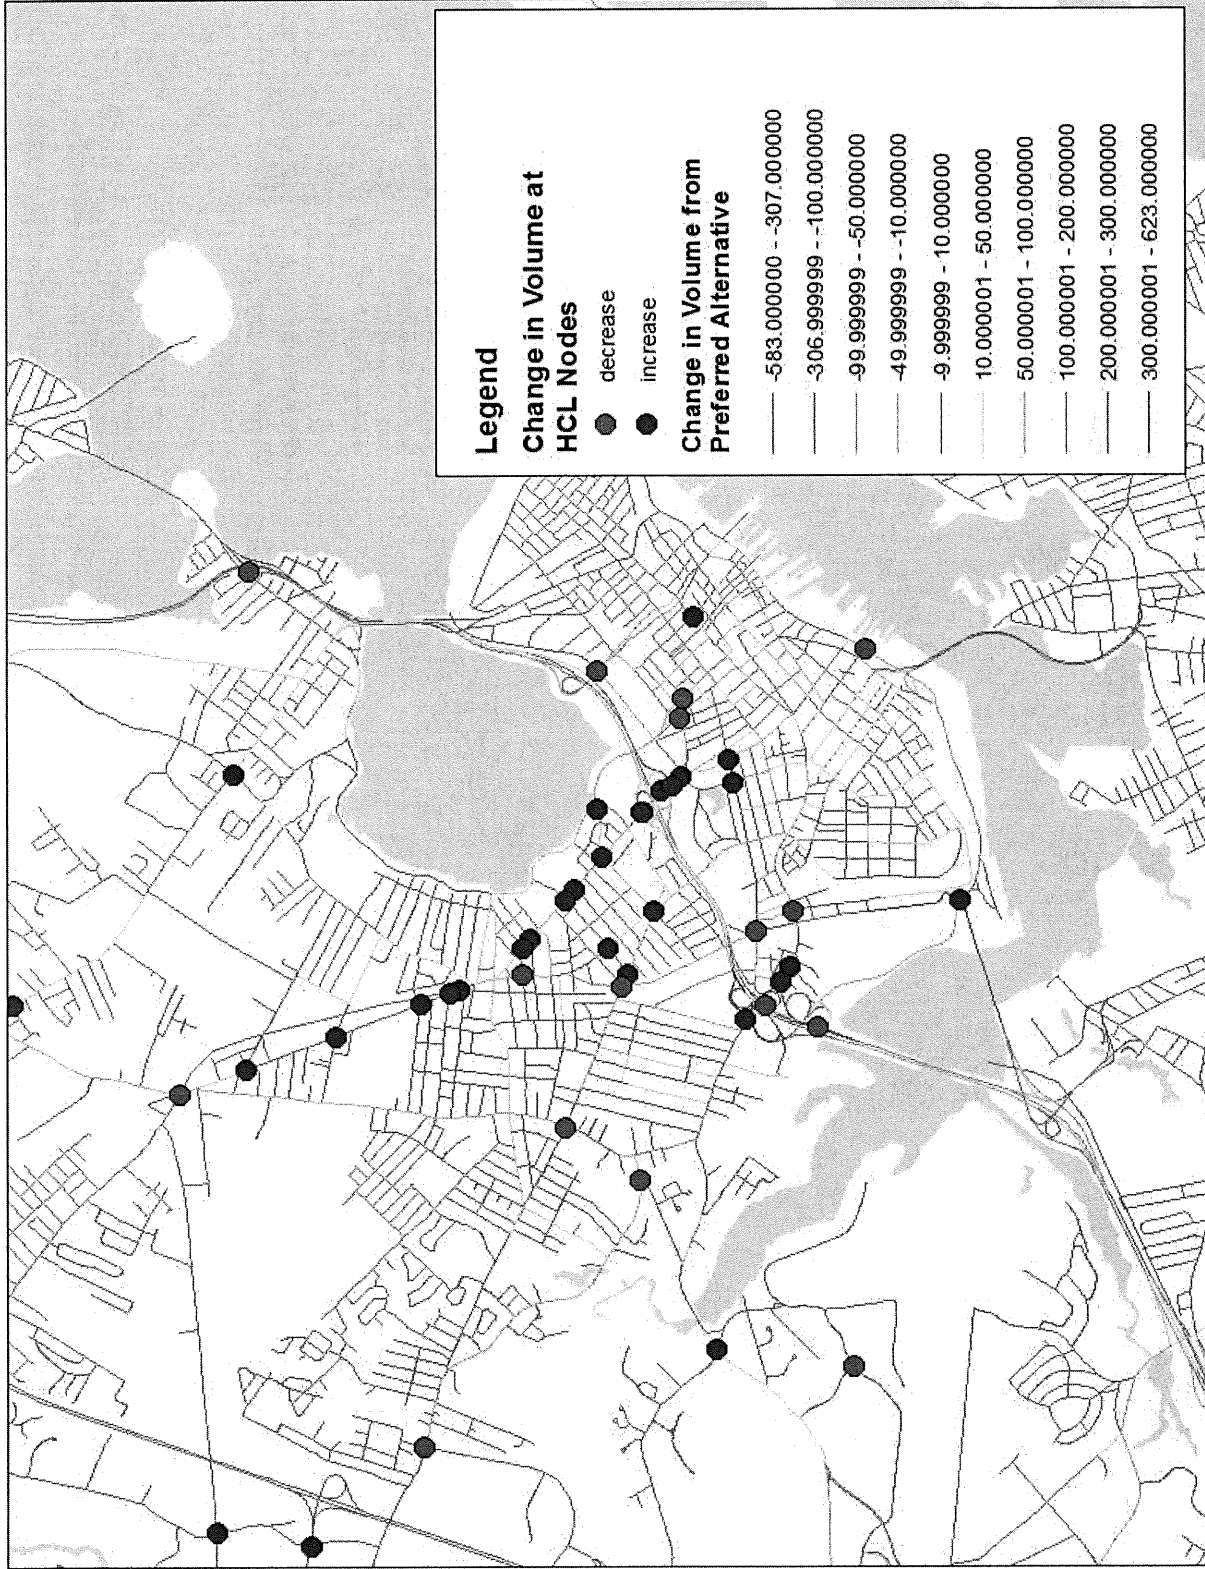 Legend
Change in Volume at
HCL Nodes
decrease
increase
Change in Volume from
Preferred Alternative
-583.000000 - -307.000000
-306.999999 - -100.000000
-99.999999 - -50.000000
-49.999999 - -10.000000
-9.999999 - 10.000000
10.000001 - 50.000000
50.000001 - 100.000000
100.000001 - 200.000000
200.000001 - 300.000000
300.000001 - 623.000000